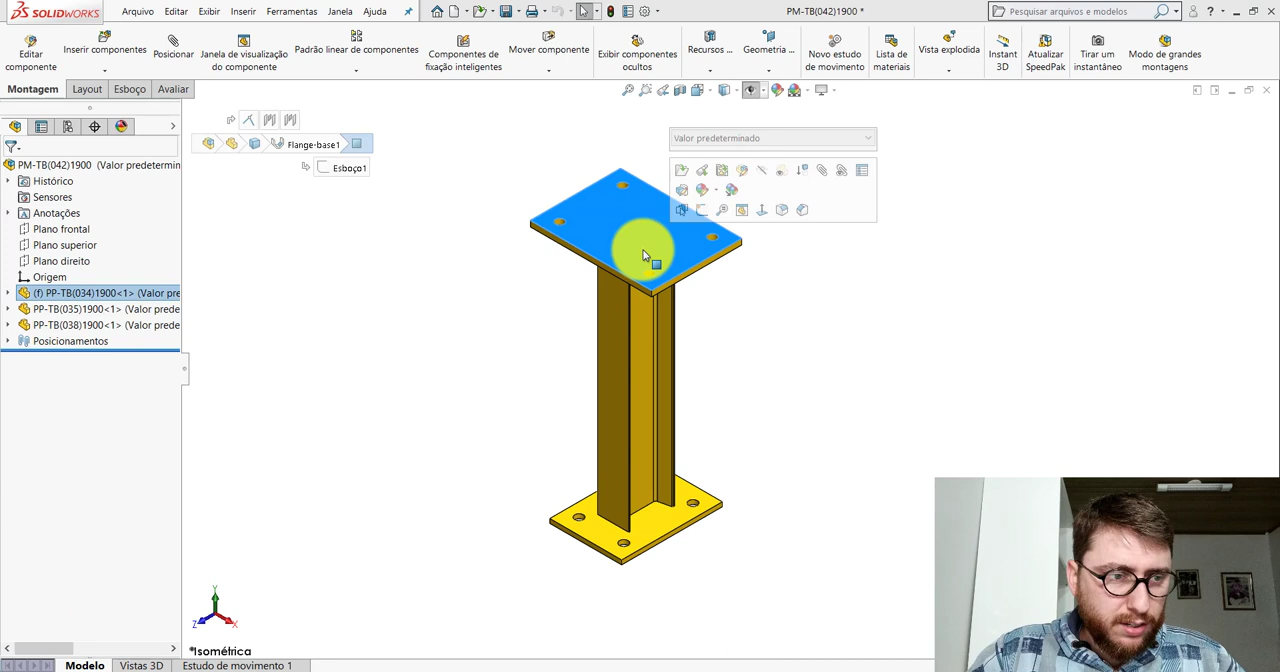 SOLIDWORKS
Arquivo Editar Exibir Inserir Ferramentas Janela Ajuda
PM-TB(042)1900 *
Pesquisar arquivos e modelos
Editar componente
Inserir componentes
Posicionar
Janela de visualização do componente
Padrão linear de componentes
Componentes de fixação inteligentes
Mover componente
Exibir componentes ocultos
Recursos ...
Geometria ...
Novo estudo de movimento
Lista de materiais
Vista explodida
Instant 3D
Atualizar SpeedPak
Tirar um instantâneo
Modo de grandes montagens
Montagem Layout Esboço Avaliar
Flange-base1
Esboço1
Valor predeterminado
PM-TB(042)1900 (Valor predetermin
Histórico
Sensores
Anotações
Plano frontal
Plano superior
Plano direito
Origem
(f) PP-TB(034)1900<1> (Valor pre
PP-TB(035)1900<1> (Valor prede
PP-TB(038)1900<1> (Valor prede
Posicionamentos
Y
Z
X
*Isométrica
Modelo Vistas 3D Estudo de movimento 1